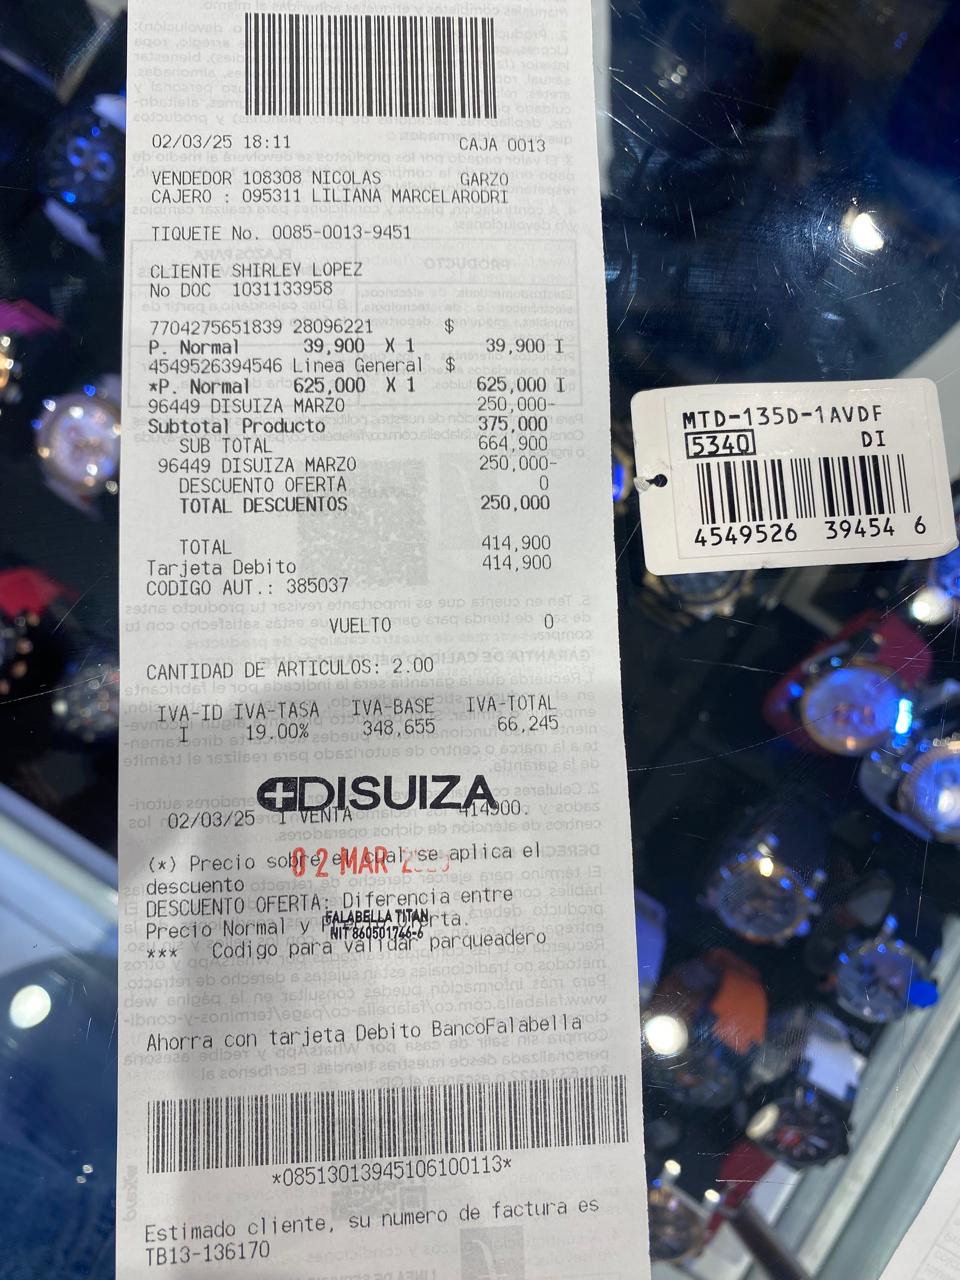 02/03/25 18:11 CAJA 0013
VENDEDOR 108308 NICOLAS GARZO
CAJERO : 095311 LILIANA MARCELARODRI
TIQUETE No. 0085-0013-9451
CLIENTE SHIRLEY LOPEZ
No DOC 1031133958
7704275651839 28096221 $
P. Normal 39,900 X 1 39,900 I
4549526394546 Linea General $
*P. Normal 625,000 X 1 625,000 I
96449 DISUIZA MARZO 250,000-
Subtotal Producto 375,000
SUB TOTAL 664,900
96449 DISUIZA MARZO 250,000-
DESCUENTO OFERTA 0
TOTAL DESCUENTOS 250,000
TOTAL 414,900
Tarjeta Debito 414,900
CODIGO AUT.: 385037
VUELTO 0
CANTIDAD DE ARTICULOS: 2.00
IVA-ID IVA-TASA IVA-BASE IVA-TOTAL
I 19.00% 348,655 66,245
DISUIZA
02/03/25 1 VENTA 414900.
(*) Precio sobre el cual se aplica el
02 MAR
descuento
DESCUENTO OFERTA: Diferencia entre
FALABELLA TITAN
Precio Normal y
NIT 860501746-6
*** Codigo para validar parqueadero
Ahorra con tarjeta Debito BancoFalabella
*08513013945106100113*
Estimado cliente, su numero de factura es
TB13-136170
MTD-135D-1AVDF
5340 DI
4549526 39454 6